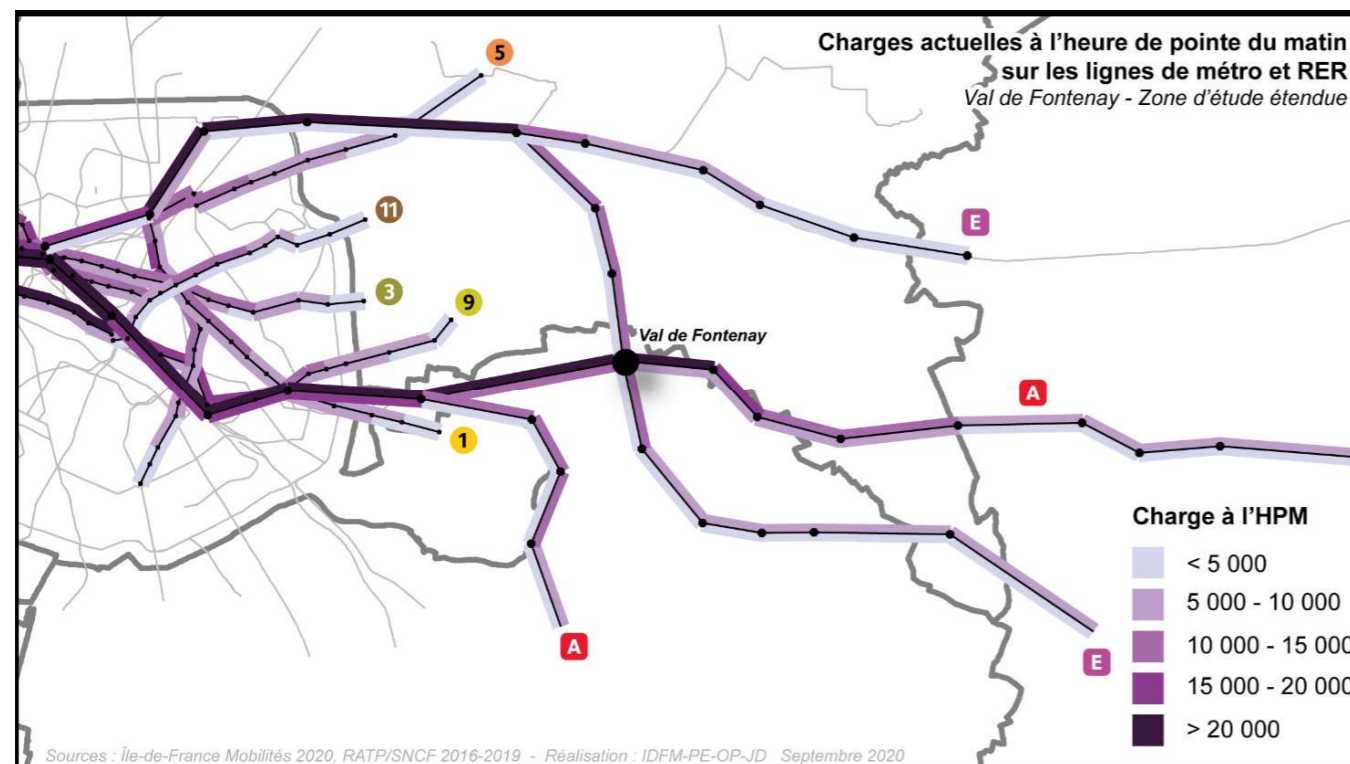 Charges actuelles à l'heure de pointe du matin
sur les lignes de métro et RER
Val de Fontenay - Zone d'étude étendue
5
11
E
3
9
Val de Fontenay
A
1
Charge à l'HPM
< 5 000
5 000 - 10 000
10 000 - 15 000
15 000 - 20 000
> 20 000
A
E
Sources : Île-de-France Mobilités 2020, RATP/SNCF 2016-2019 - Réalisation : IDFM-PE-OP-JD Septembre 2020